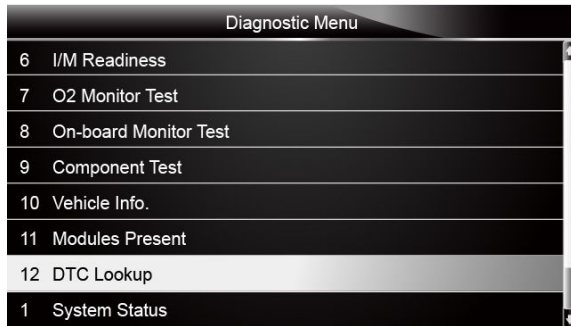 Diagnostic Menu
6 I/M Readiness
7 O2 Monitor Test
8 On-board Monitor Test
9 Component Test
10 Vehicle Info.
11 Modules Present
12 DTC Lookup
1 System Status